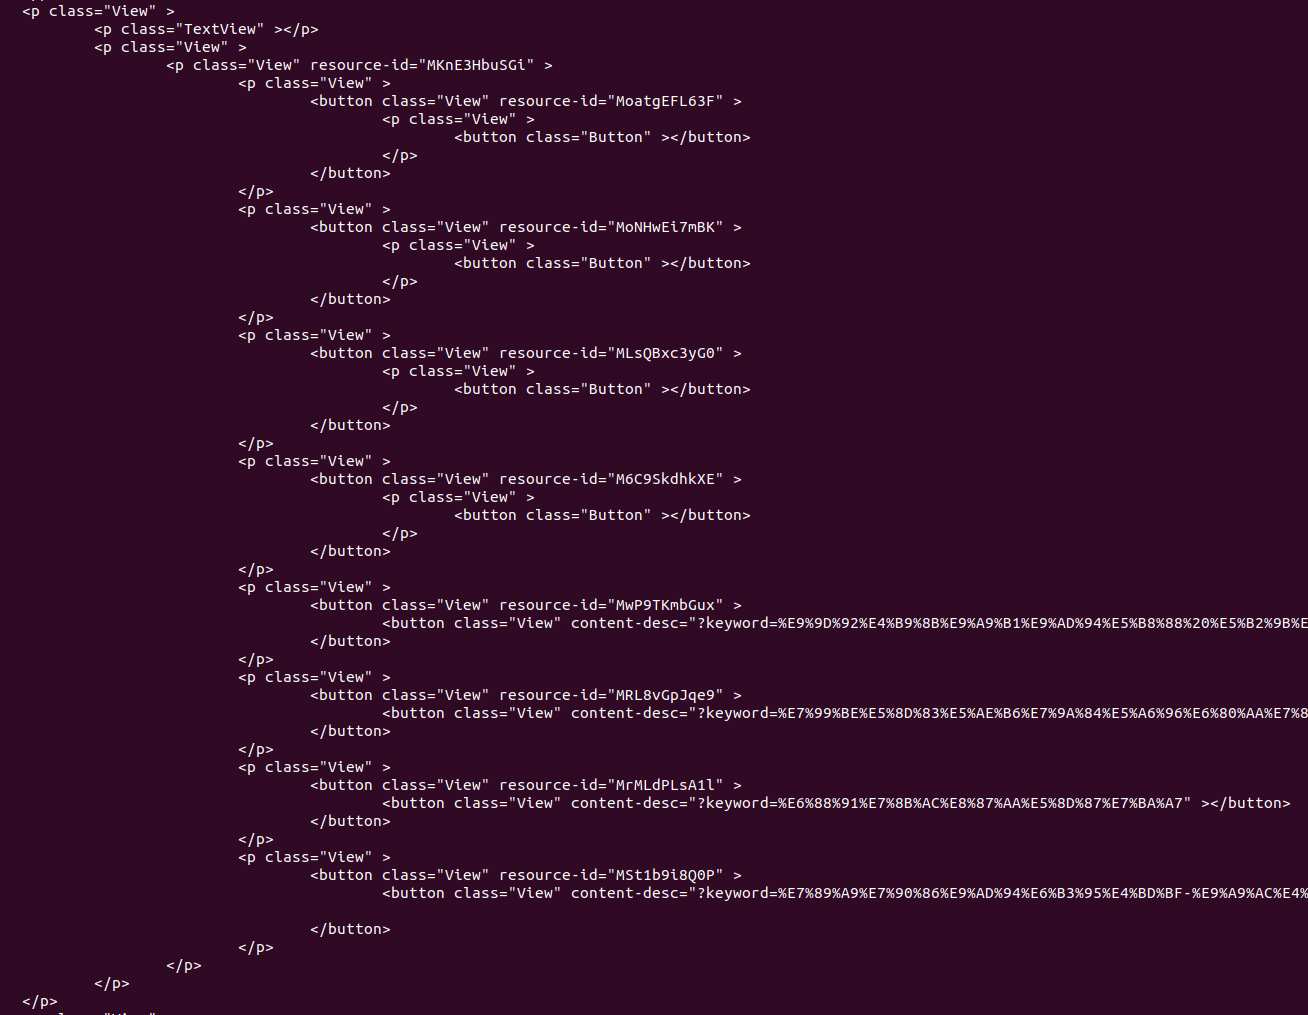 <p class="View" >
<p class="TextView" ></p>
<p class="View" >
<p class="View" resource-id="MKnE3HbuSGi" >
<p class="View" >
<button class="View" resource-id="MoatgEFL63F" >
<p class="View" >
<button class="Button" ></button>
</p>
</button>
</p>
<p class="View" >
<button class="View" resource-id="MoNHwEi7mBK" >
<p class="View" >
<button class="Button" ></button>
</p>
</button>
</p>
<p class="View" >
<button class="View" resource-id="MLsQBxc3yG0" >
<p class="View" >
<button class="Button" ></button>
</p>
</button>
</p>
<p class="View" >
<button class="View" resource-id="M6C9SkdhkXE" >
<p class="View" >
<button class="Button" ></button>
</p>
</button>
</p>
<p class="View" >
<button class="View" resource-id="MwP9TKmbGux" >
<button class="View" content-desc="?keyword=%E9%9D%92%E4%B9%8B%E9%A9%B1%E9%AD%94%E5%B8%88%20%E5%B2%9B%E
</button>
</p>
<p class="View" >
<button class="View" resource-id="MRL8vGpJqe9" >
<button class="View" content-desc="?keyword=%E7%99%BE%E5%8D%83%E5%AE%B6%E7%9A%84%E5%A6%96%E6%80%AA%E7%8
</button>
</p>
<p class="View" >
<button class="View" resource-id="MrMLdPLsA1l" >
<button class="View" content-desc="?keyword=%E6%88%91%E7%8B%AC%E8%87%AA%E5%8D%87%E7%BA%A7" ></button>
</button>
</p>
<p class="View" >
<button class="View" resource-id="MSt1b9i8Q0P" >
<button class="View" content-desc="?keyword=%E7%89%A9%E7%90%86%E9%AD%94%E6%B3%95%E4%BD%BF-%E9%A9%AC%E4%
</button>
</p>
</p>
</p>
</p>